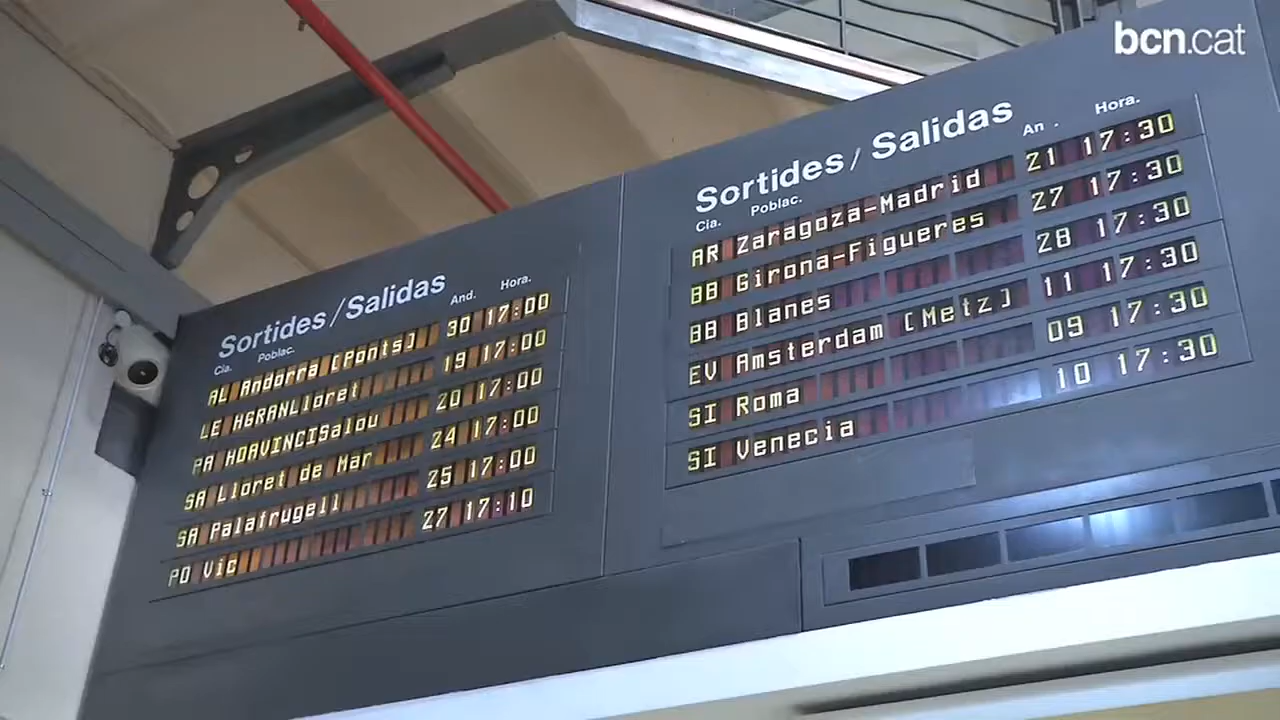 bcn.cat
Sortides / Salidas
Cia. Poblac. And. Hora.
AL Andorra [Ponts] 30 17:00
LE HGRANLloret 19 17:00
PA HDAVINCISalou 20 17:00
SA Lloret de Mar 24 17:00
SA Palafrugell 25 17:00
PO Vic 27 17:10
Sortides / Salidas
Cia. Poblac. An . Hora.
AR Zaragoza-Madrid 21 17:30
BB Girona-Figueres 27 17:30
BB Blanes 28 17:30
EV Amsterdam [Metz] 11 17:30
SI Roma 09 17:30
SI Venecia 10 17:30